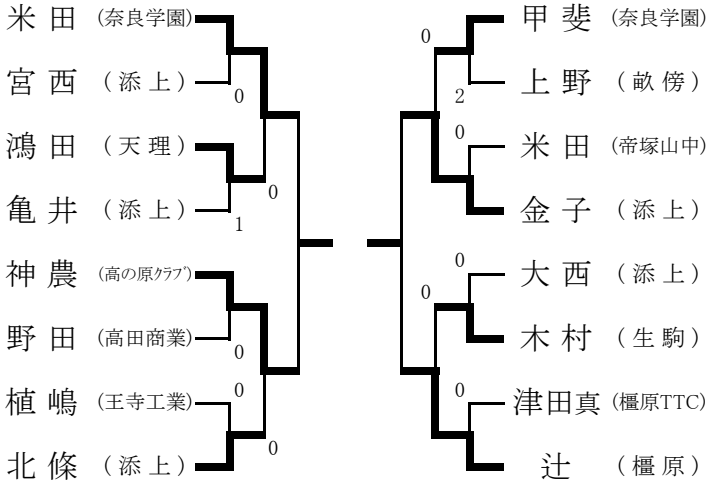 米田 (奈良学園)
宮西 (添上)
0
鴻田 (天理)
0
亀井 (添上)
1
神農 (高の原クラブ)
野田 (高田商業)
0
植嶋 (王寺工業)
0
北條 (添上)
0
甲斐 (奈良学園)
0
上野 (畝傍)
2
米田 (帝塚山中)
0
金子 (添上)
大西 (添上)
0
木村 (生駒)
0
津田真 (橿原TTC)
0
辻 (橿原)